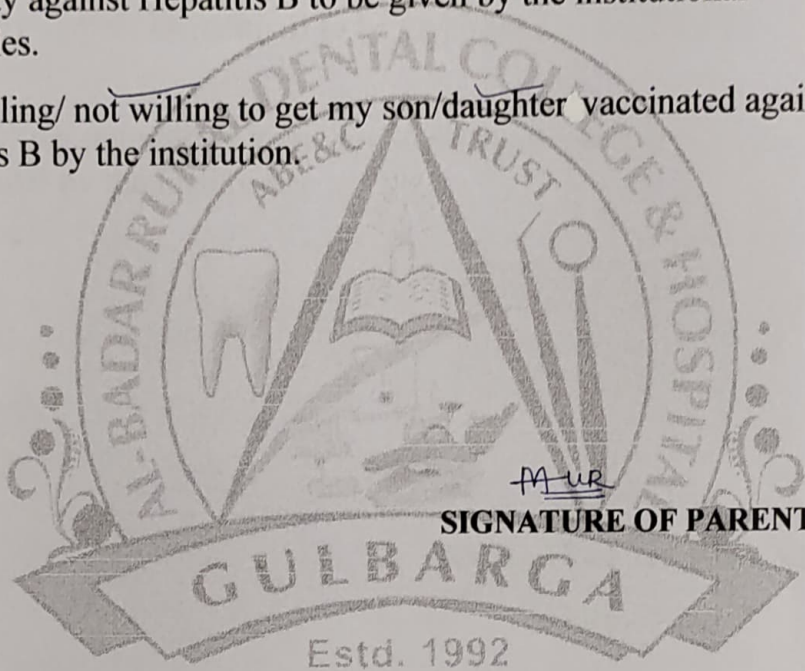 against Hepatitis B to be given by the
es.
ling/ not willing to get my son/daughter vaccinated agai
s B by the institution.
AL-BADAR RURAL DENTAL COLLEGE & HOSPITAL
ABE&C TRUST
SIGNATURE OF PARENT
GULBARGA
Estd. 1992